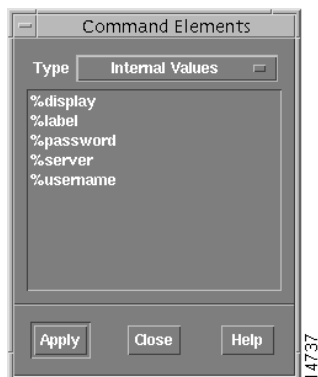 Command Elements
Type Internal Values
%display
%label
%password
%server
%username
Apply Close Help
14737